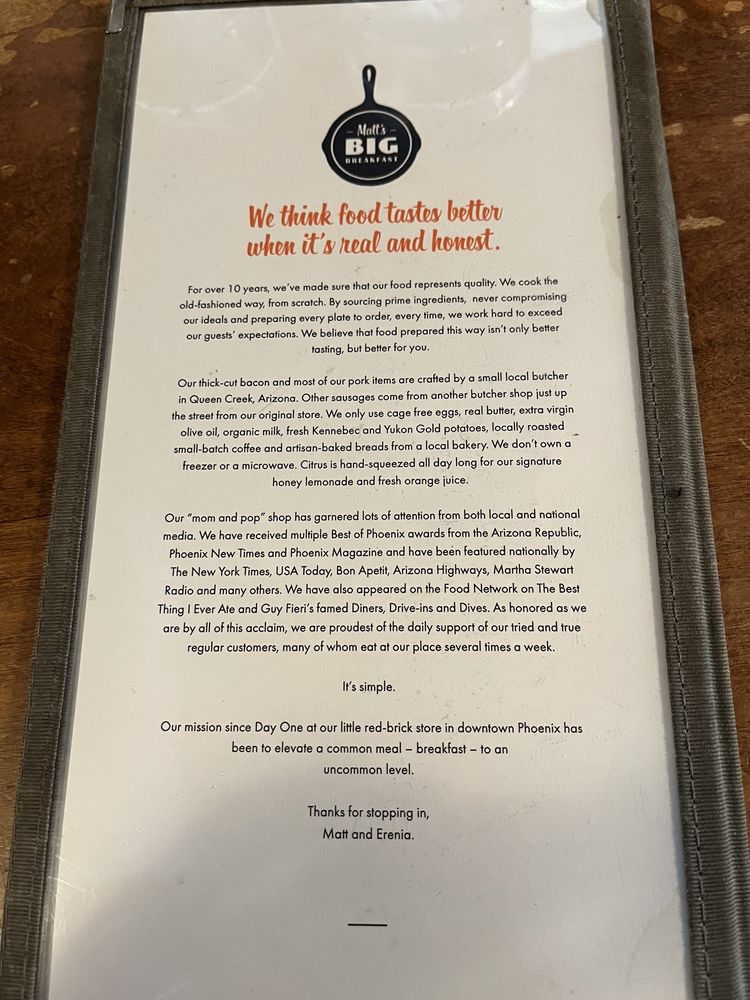 – Matt's –
BIG
BREAKFAST
We think food tastes better
when it's real and honest.
For over 10 years, we've made sure that our food represents quality. We cook the
old-fashioned way, from scratch. By sourcing prime ingredients, never compromising
our ideals and preparing every plate to order, every time, we work hard to exceed
our guests' expectations. We believe that food prepared this way isn't only better
tasting, but better for you.
Our thick-cut bacon and most of our pork items are crafted by a small local butcher
in Queen Creek, Arizona. Other sausages come from another butcher shop just up
the street from our original store. We only use cage free eggs, real butter, extra virgin
olive oil, organic milk, fresh Kennebec and Yukon Gold potatoes, locally roasted
small-batch coffee and artisan-baked breads from a local bakery. We don't own a
freezer or a microwave. Citrus is hand-squeezed all day long for our signature
honey lemonade and fresh orange juice.
Our “mom and pop” shop has garnered lots of attention from both local and national
media. We have received multiple Best of Phoenix awards from the Arizona Republic,
Phoenix New Times and Phoenix Magazine and have been featured nationally by
The New York Times, USA Today, Bon Apetit, Arizona Highways, Martha Stewart
Radio and many others. We have also appeared on the Food Network on The Best
Thing I Ever Ate and Guy Fieri's famed Diners, Drive-ins and Dives. As honored as we
are by all of this acclaim, we are proudest of the daily support of our tried and true
regular customers, many of whom eat at our place several times a week.
It's simple.
Our mission since Day One at our little red-brick store in downtown Phoenix has
been to elevate a common meal – breakfast – to an
uncommon level.
Thanks for stopping in,
Matt and Erenia.